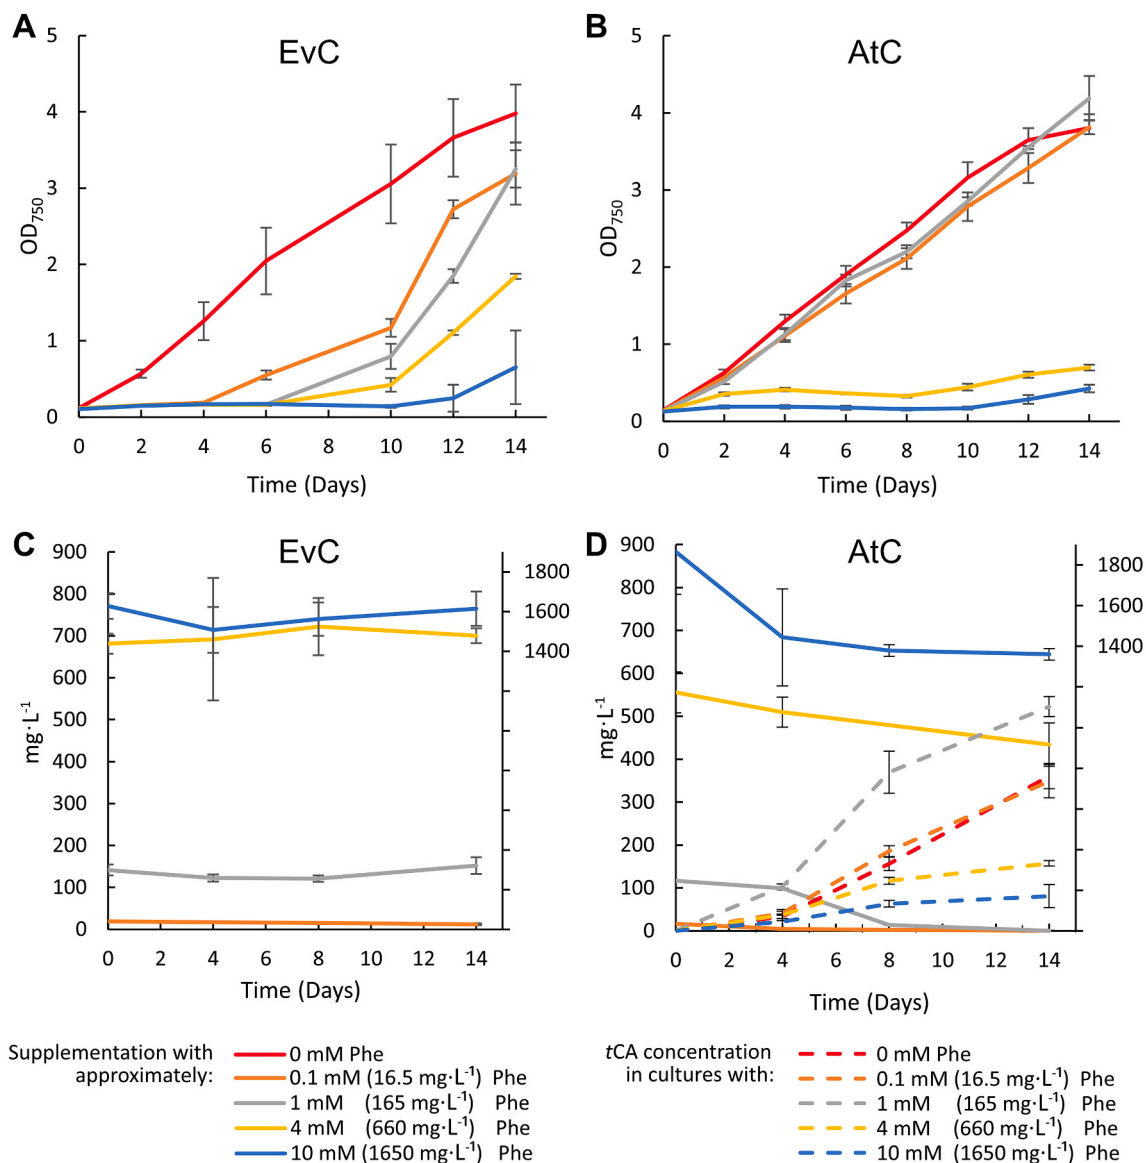 A
EvC
5
4
3
2
1
0
OD750
0 2 4 6 8 10 12 14
Time (Days)
B
AtC
5
4
3
2
1
0
OD750
0 2 4 6 8 10 12 14
Time (Days)
C
EvC
900
800
700
600
500
400
300
200
100
0
mg·L-1
1800
1600
1400
0 2 4 6 8 10 12 14
Time (Days)
D
AtC
900
800
700
600
500
400
300
200
100
0
mg·L-1
1800
1600
1400
0 2 4 6 8 10 12 14
Time (Days)
Supplementation with
approximately:
0 mM Phe
0.1 mM (16.5 mg·L-1) Phe
1 mM (165 mg·L-1) Phe
4 mM (660 mg·L-1) Phe
10 mM (1650 mg·L-1) Phe
tCA concentration
in cultures with:
0 mM Phe
0.1 mM (16.5 mg·L-1) Phe
1 mM (165 mg·L-1) Phe
4 mM (660 mg·L-1) Phe
10 mM (1650 mg·L-1) Phe